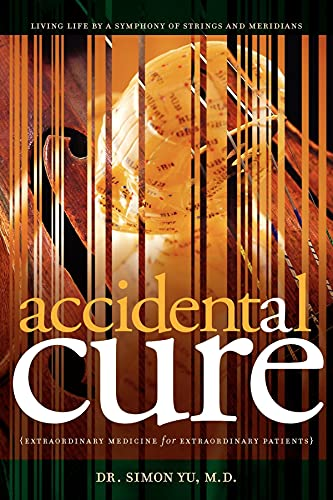 LIVING LIFE BY A SYMPHONY OF STRINGS AND MERIDIANS
accidental
cure
{EXTRAORDINARY MEDICINE for EXTRAORDINARY PATIENTS}
DR. SIMON YU, M.D.